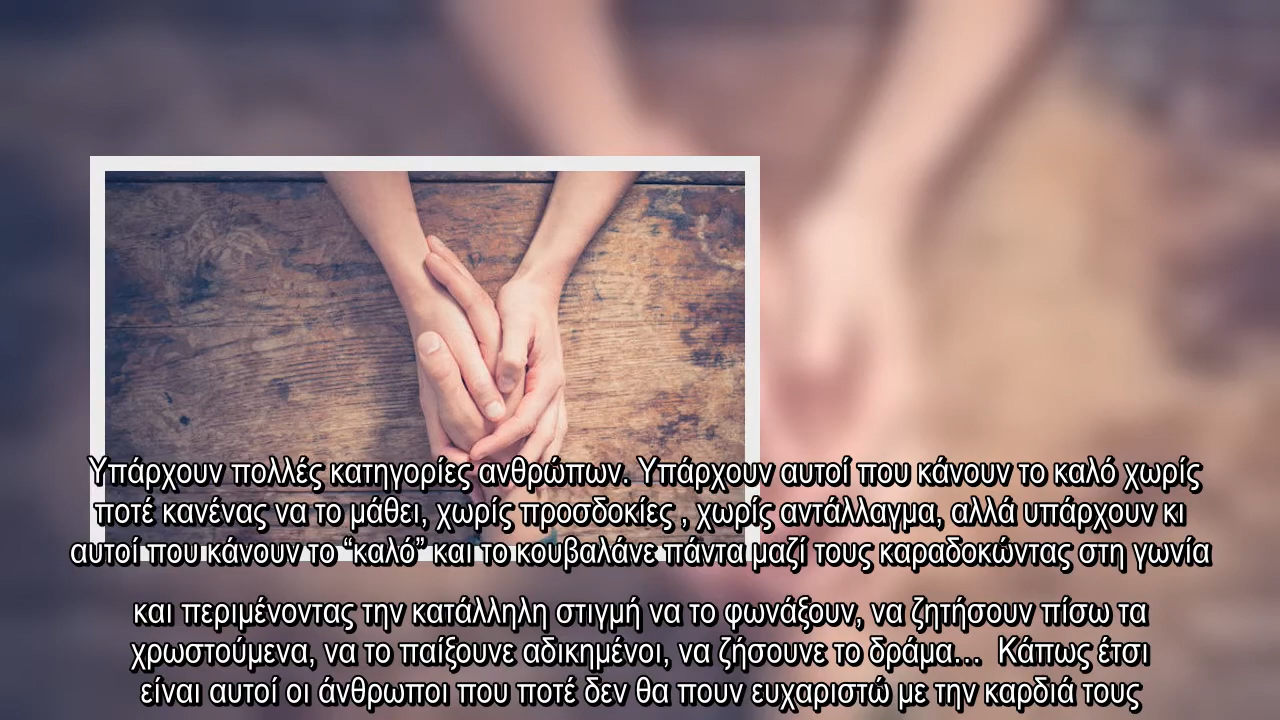 Υπάρχουν πολλές κατηγορίες ανθρώπων. Υπάρχουν αυτοί που κάνουν το καλό χωρίς
ποτέ κανένας να το μάθει, χωρίς προσδοκίες , χωρίς αντάλλαγμα, αλλά υπάρχουν κι
αυτοί που κάνουν το “καλό” και το κουβαλάνε πάντα μαζί τους καραδοκώντας στη γωνία
και περιμένοντας την κατάλληλη στιγμή να το φωνάξουν, να ζητήσουν πίσω τα
χρωστούμενα, να το παίξουνε αδικημένοι, να ζήσουνε το δράμα… Κάπως έτσι
είναι αυτοί οι άνθρωποι που ποτέ δεν θα πουν ευχαριστώ με την καρδιά τους